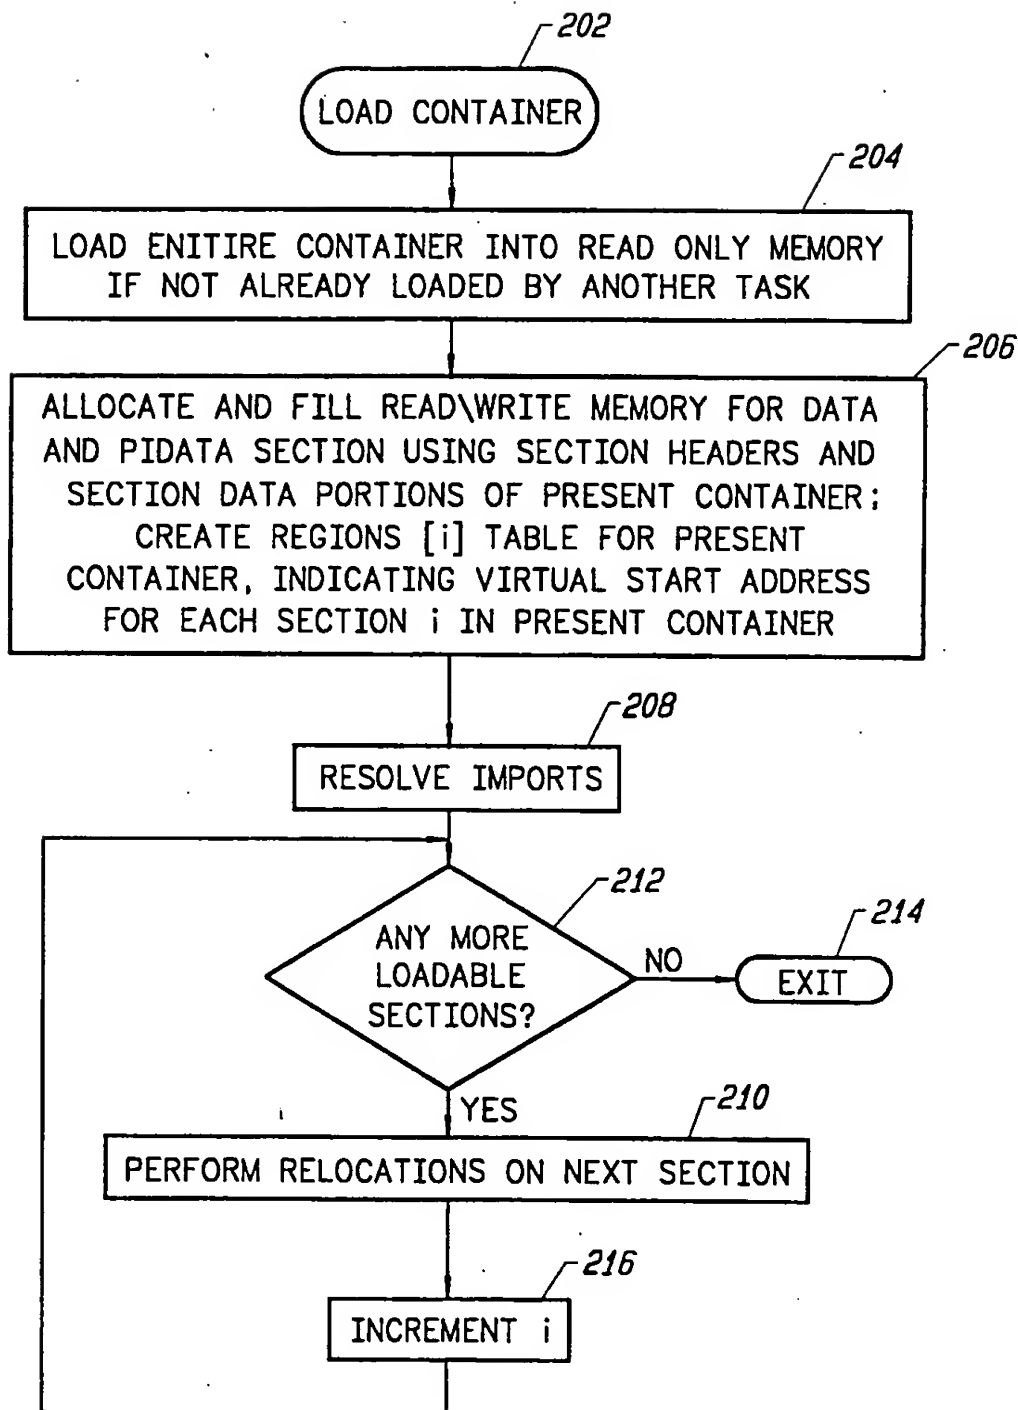 202
LOAD CONTAINER
204
LOAD ENITIRE CONTAINER INTO READ ONLY MEMORY
IF NOT ALREADY LOADED BY ANOTHER TASK
206
ALLOCATE AND FILL READ\WRITE MEMORY FOR DATA
AND PIDATA SECTION USING SECTION HEADERS AND
SECTION DATA PORTIONS OF PRESENT CONTAINER;
CREATE REGIONS [i] TABLE FOR PRESENT
CONTAINER, INDICATING VIRTUAL START ADDRESS
FOR EACH SECTION i IN PRESENT CONTAINER
208
RESOLVE IMPORTS
212
ANY MORE
LOADABLE
SECTIONS?
NO
214
EXIT
YES
210
PERFORM RELOCATIONS ON NEXT SECTION
216
INCREMENT i